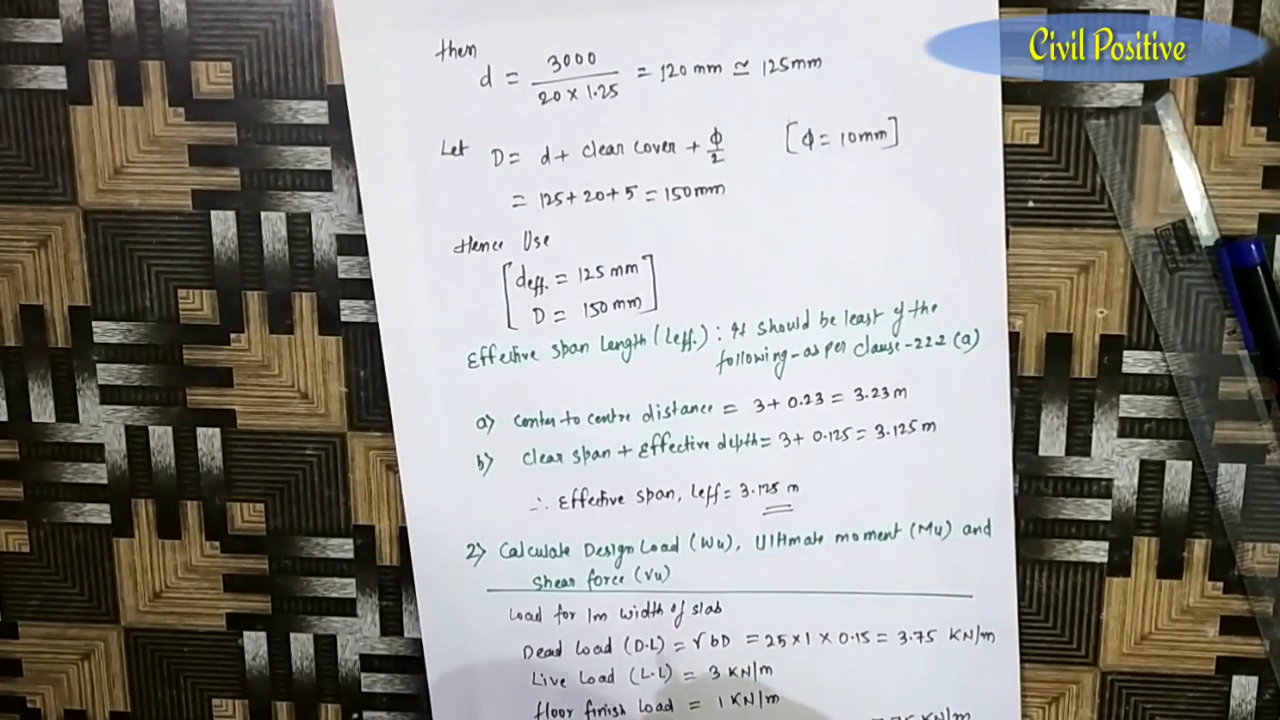 Civil Positive
then
d = 3000 / 20 × 1.25 = 120 mm ≃ 125mm
Let D = d + clear cover + ϕ/2 [ϕ = 10mm]
= 125 + 20 + 5 = 150mm
Hence Use
deff. = 125 mm
D = 150 mm
Effective span Length (Leff.) : It should be least of the
following - as per clause - 22.2 (a)
a) Center to centre distance = 3 + 0.23 = 3.23 m
b) Clear span + Effective depth = 3 + 0.125 = 3.125 m
∴ Effective span, Leff = 3.125 m
2) Calculate Design Load (Wu), Ultimate moment (Mu) and
Shear force (Vu)
Load for 1m width of slab
Dead Load (D.L) = γbD = 25 × 1 × 0.15 = 3.75 KN/m
Live Load (L.L) = 3 KN/m
floor finish Load = 1 KN/m
KN/m